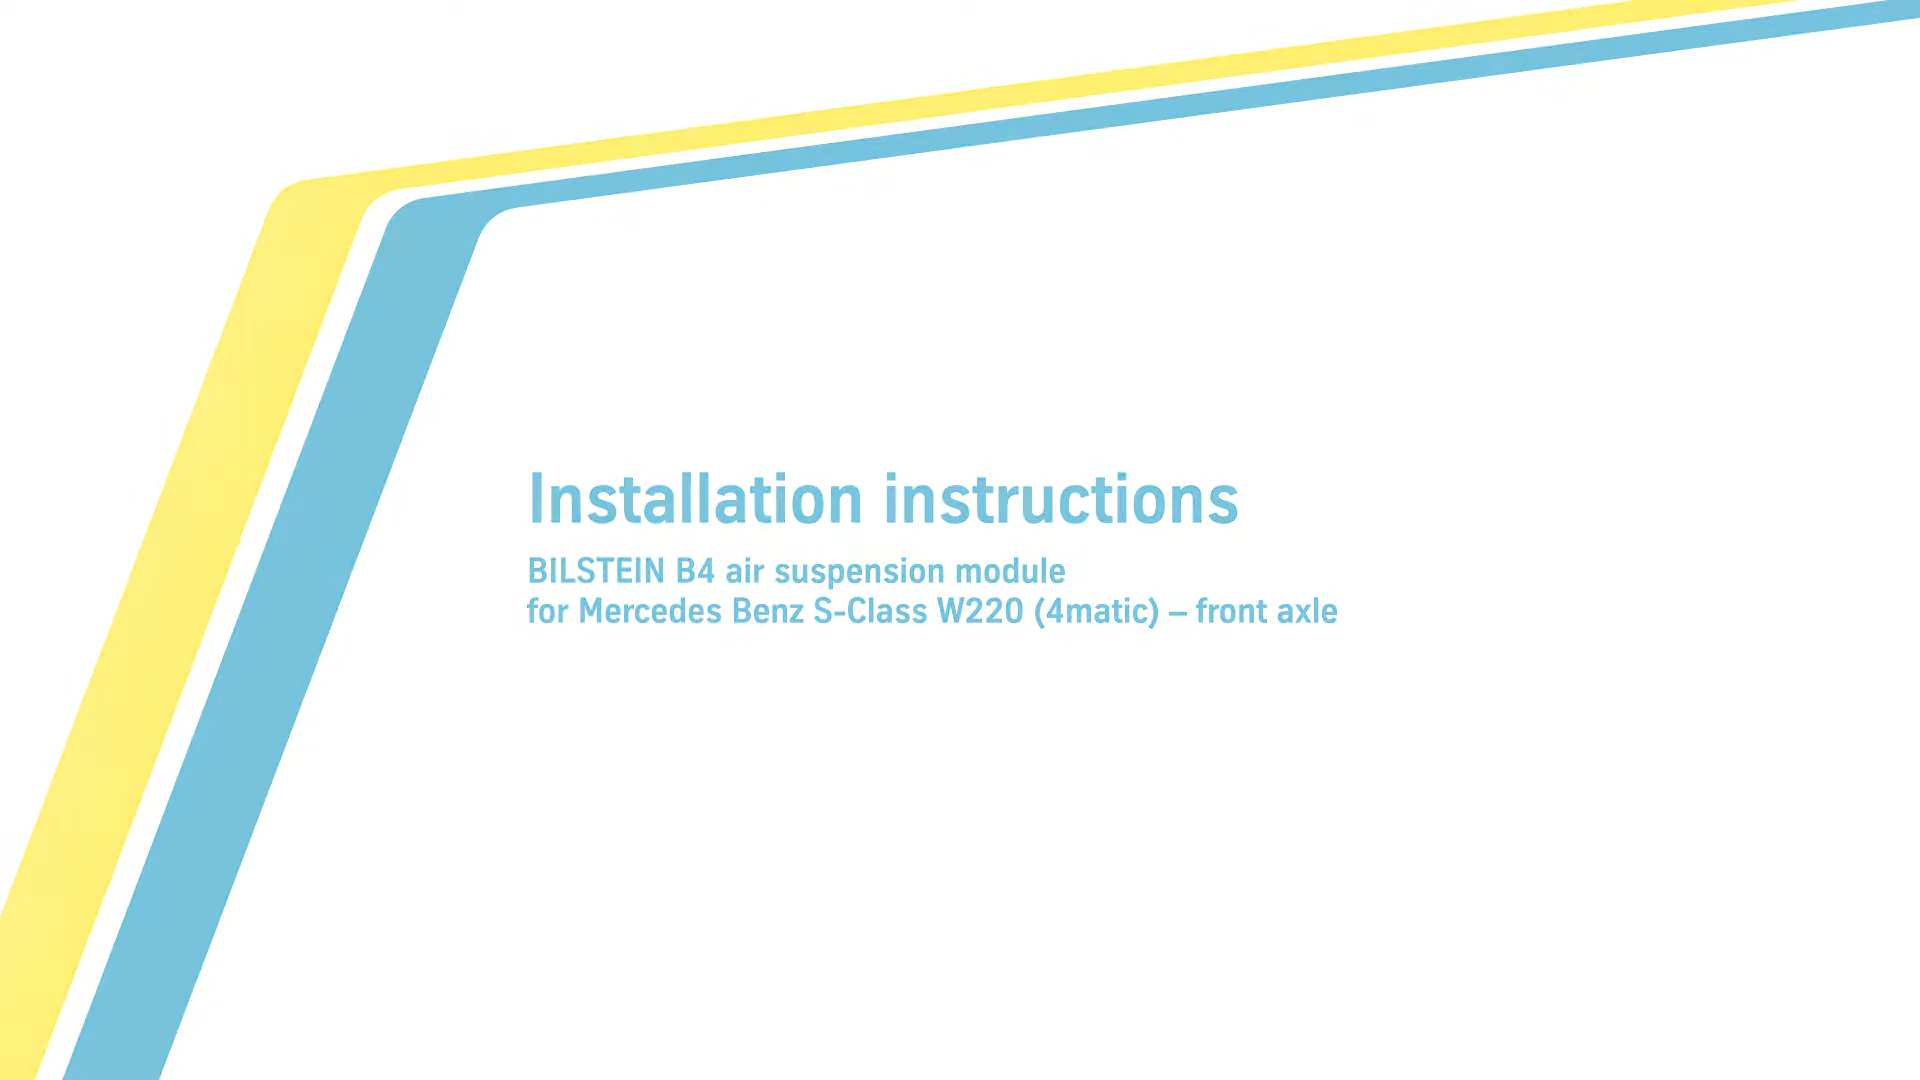 Installation instructions
BILSTEIN B4 air suspension module
for Mercedes Benz S-Class W220 (4matic) – front axle